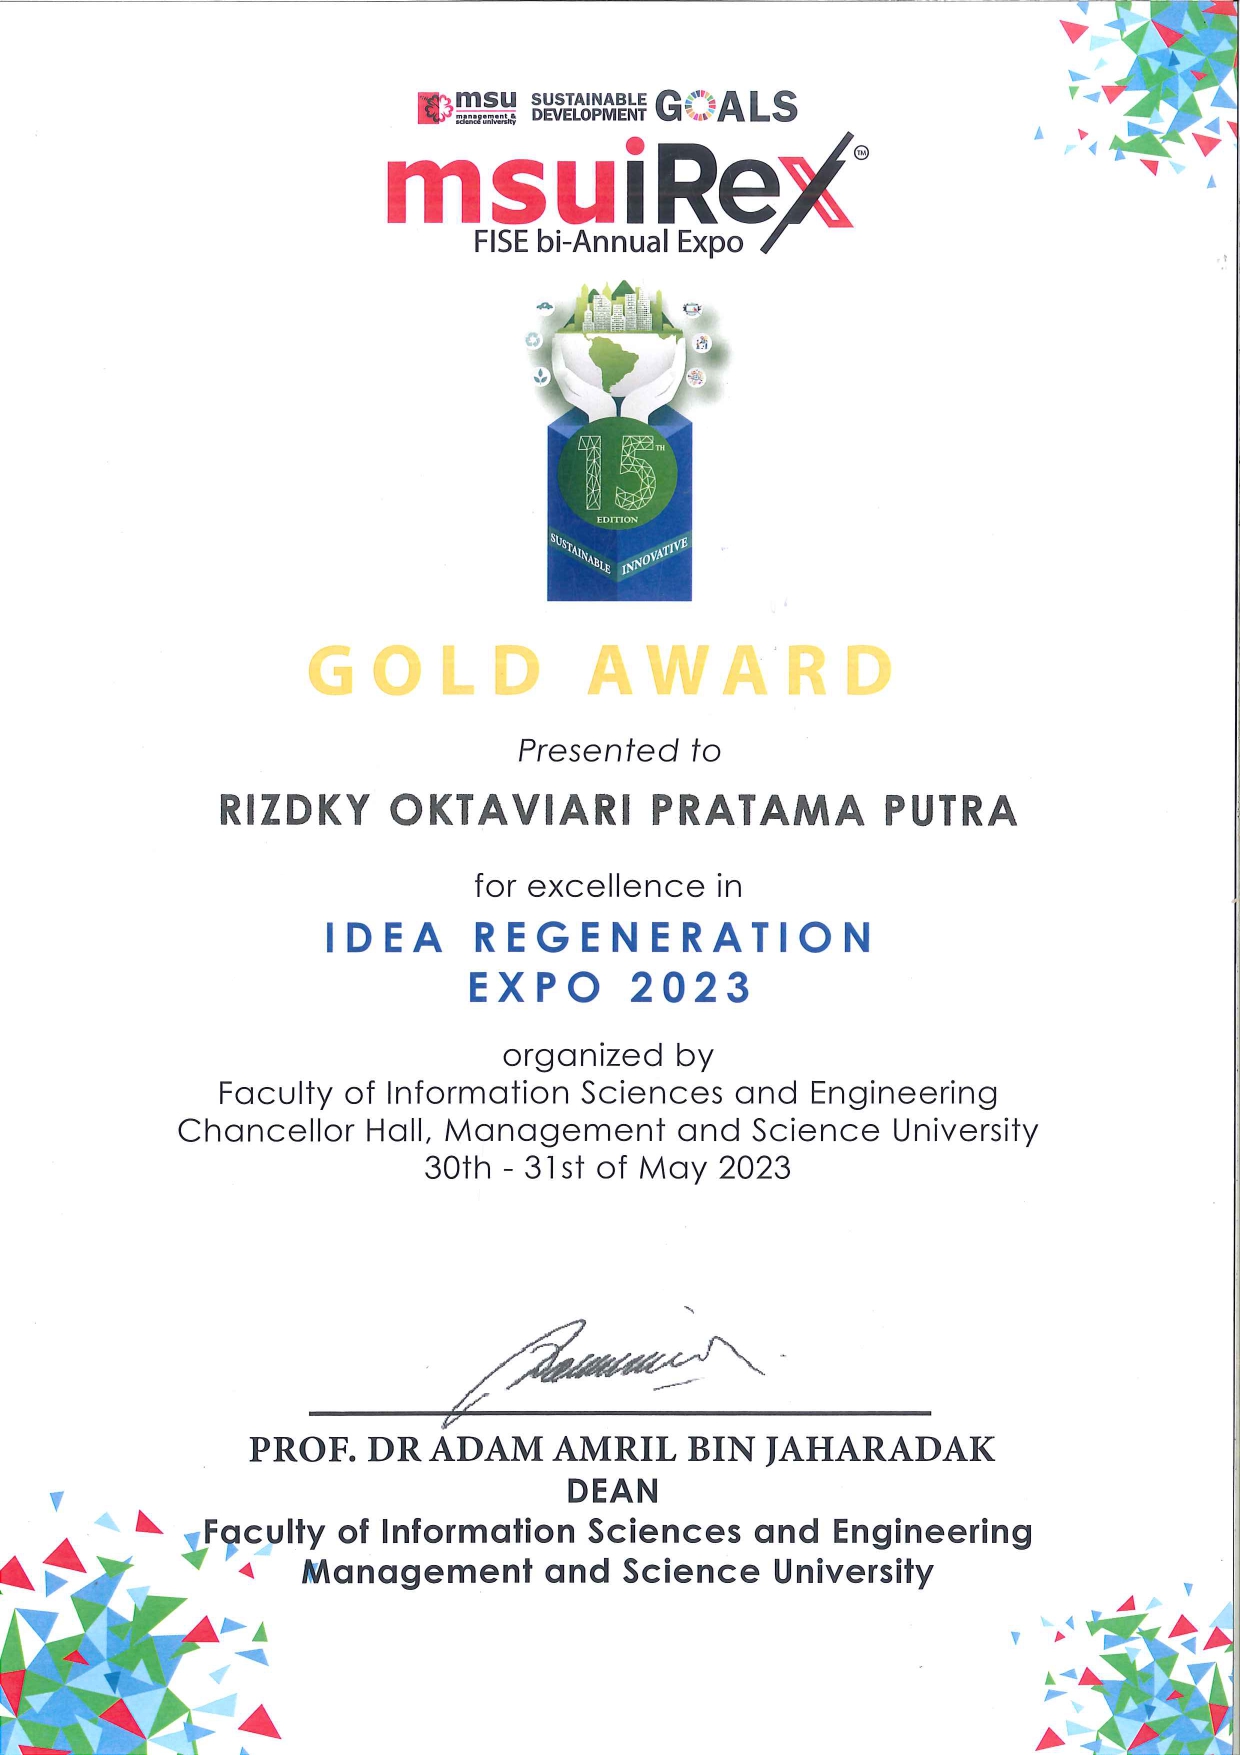 msu SUSTAINABLE
management & DEVELOPMENT GOALS
science university
msuiRex TM
FISE bi-Annual Expo
15TH
EDITION
SUSTAINABLE INNOVATIVE
GOLD AWARD
Presented to
RIZDKY OKTAVIARI PRATAMA PUTRA
for excellence in
IDEA REGENERATION
EXPO 2023
organized by
Faculty of Information Sciences and Engineering
Chancellor Hall, Management and Science University
30th - 31st of May 2023
PROF. DR ADAM AMRIL BIN JAHARADAK
DEAN
Faculty of Information Sciences and Engineering
Management and Science University